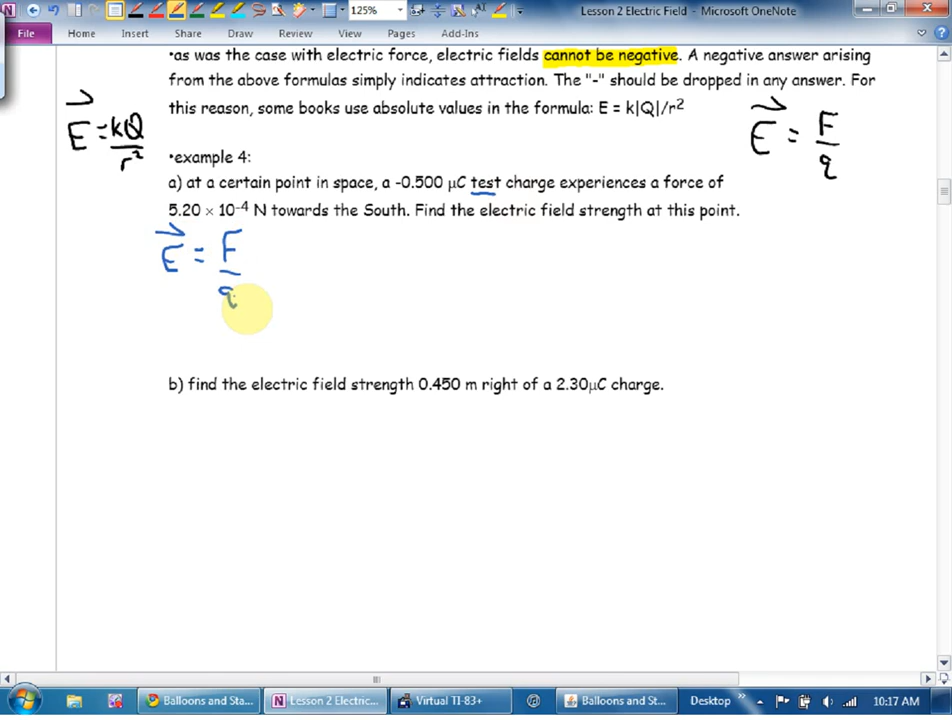 Lesson 2 Electric Field - Microsoft OneNote
125%
File Home Insert Share Draw Review View Pages Add-Ins
•as was the case with electric force, electric fields cannot be negative. A negative answer arising
from the above formulas simply indicates attraction. The "-" should be dropped in any answer. For
this reason, some books use absolute values in the formula: E = k|Q|/r²
E = kQ/r²
E = F/q
•example 4:
a) at a certain point in space, a -0.500 μC test charge experiences a force of
5.20 × 10⁻⁴ N towards the South. Find the electric field strength at this point.
E = F/q
b) find the electric field strength 0.450 m right of a 2.30μC charge.
Balloons and Sta... Lesson 2 Electric... Virtual TI-83+ Balloons and St... Desktop » 10:17 AM